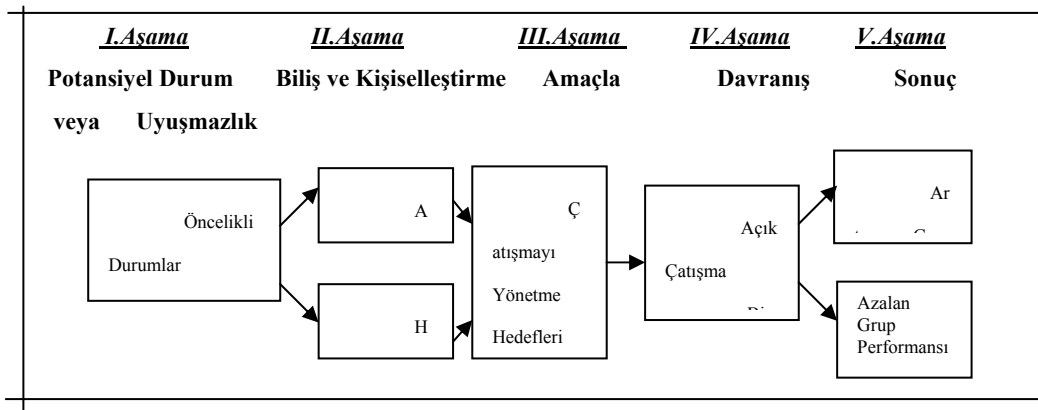 I.Aşama II.Aşama III.Aşama IV.Aşama V.Aşama
Potansiyel Durum Biliş ve Kişiselleştirme Amaçla Davranış Sonuç
veya Uyuşmazlık
Öncelikli
Durumlar
A
H
Ç
atışmayı
Yönetme
Hedefleri
Açık
Çatışma
Ar
Azalan
Grup
Performansı